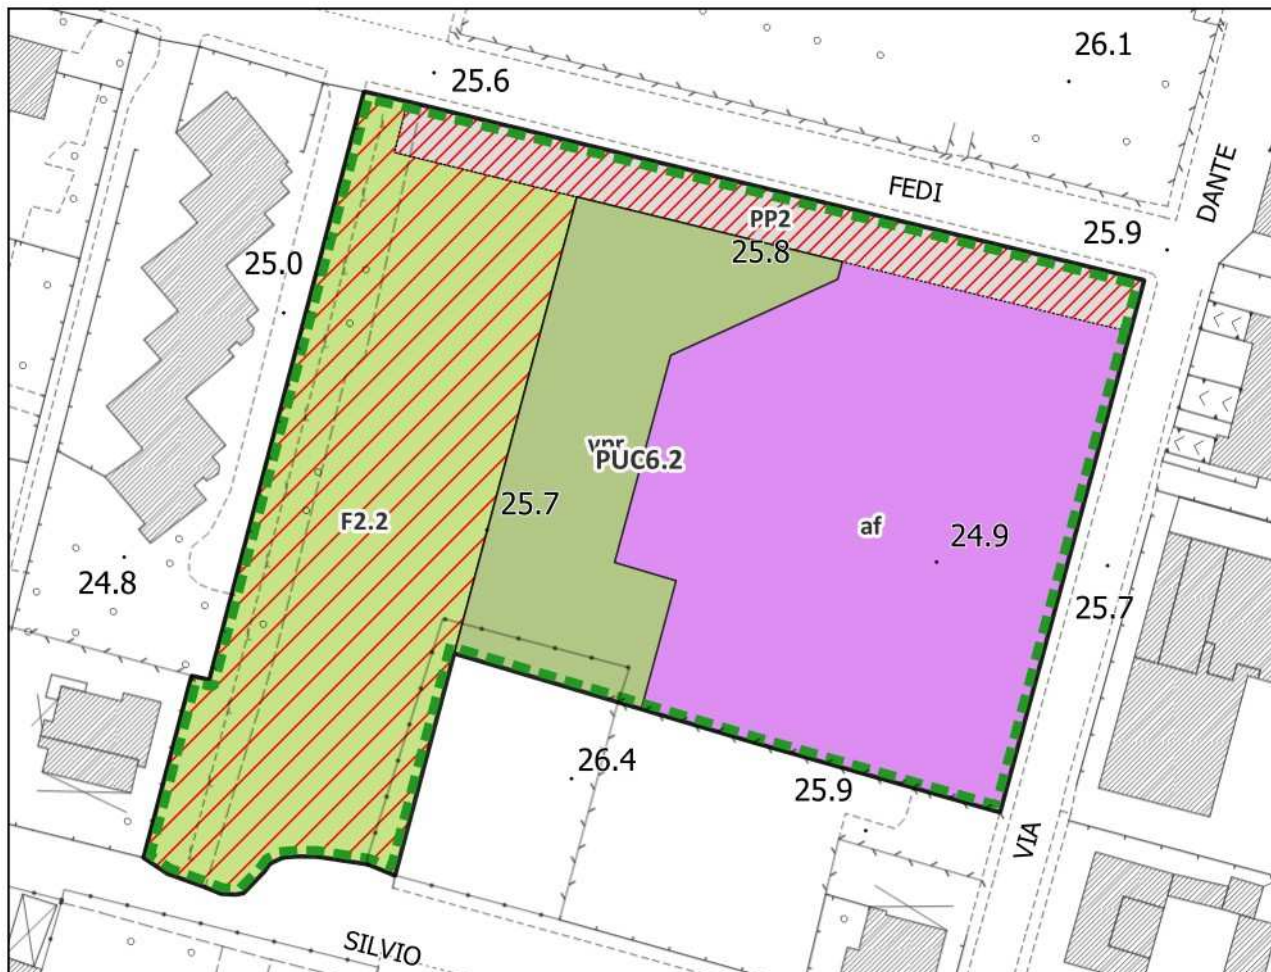 26.1
25.6
DANTE
FEDI
PP2
25.9
25.8
25.0
vpr
PUC6.2
25.7
F2.2
af
24.9
24.8
25.7
26.4
25.9
VIA
SILVIO